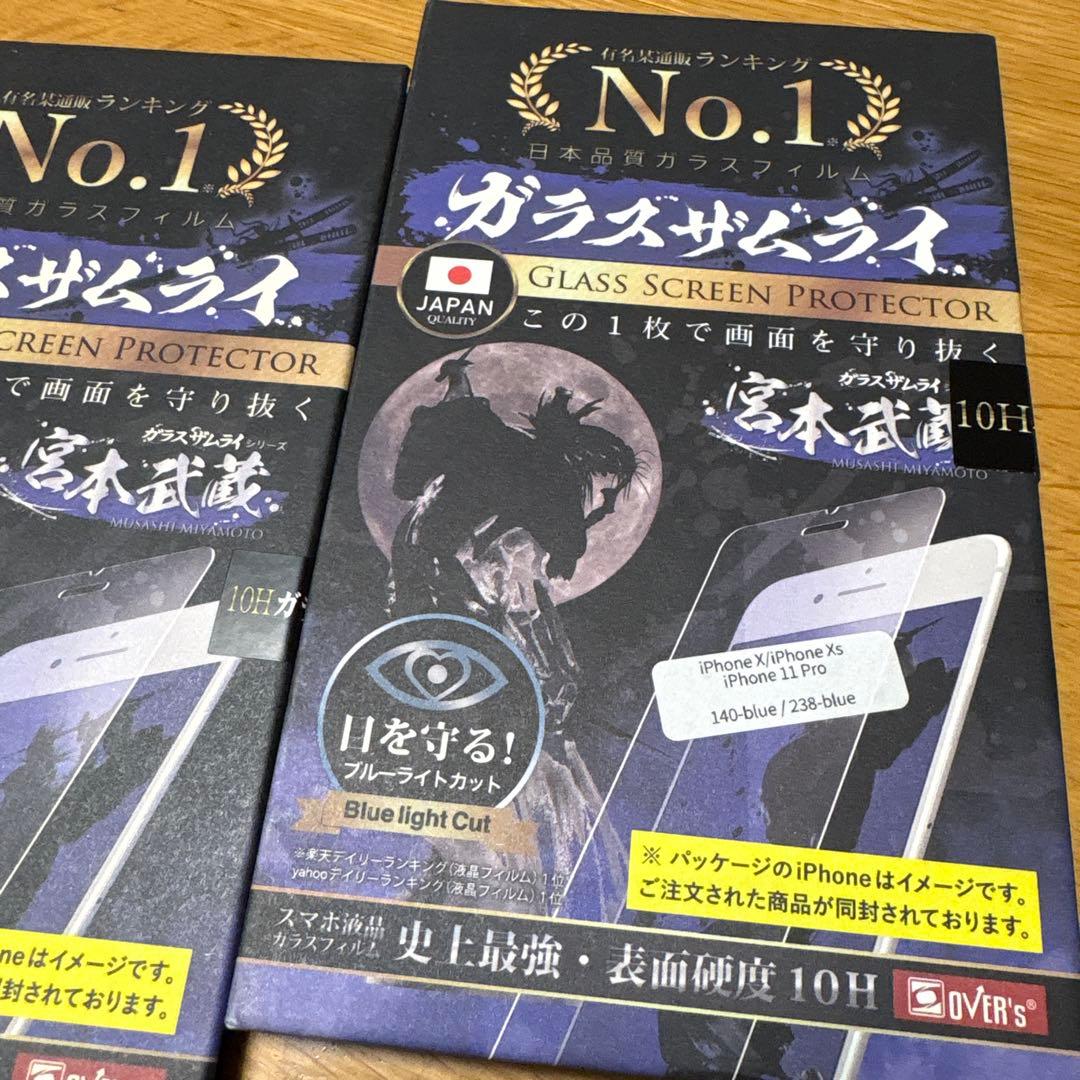 有名某通販ランキング
No.1※
日本品質ガラスフィルム
ガラスザムライ
JAPAN
QUALITY
GLASS SCREEN PROTECTOR
この1枚で画面を守り抜く
ガラスザムライシ
宮本武蔵
MUSASHI MIYAMOTO
10H
iPhone X/iPhone Xs
iPhone 11 Pro
140-blue / 238-blue
目を守る!
ブルーライトカット
Blue light Cut
※楽天デイリーランキング(液晶フィルム)1位
yahooデイリーランキング(液晶フィルム)1位
※ パッケージのiPhoneはイメージです。
ご注文された商品が同封されております。
スマホ液晶
ガラスフィルム
史上最強・表面硬度10H
OVER's®
有名某通販ランキング
No.1※
質ガラスフィルム
スザムライ
SCREEN PROTECTOR
で画面を守り抜く
ガラスザムライシリーズ
宮本武蔵
MUSASHI MIYAMOTO
10Hガラ
oneはイメージです。
同封されております。
OVER's